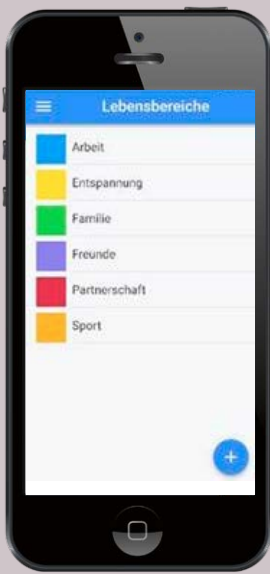 Lebensbereiche
Arbeit
Entspannung
Familie
Freunde
Partnerschaft
Sport